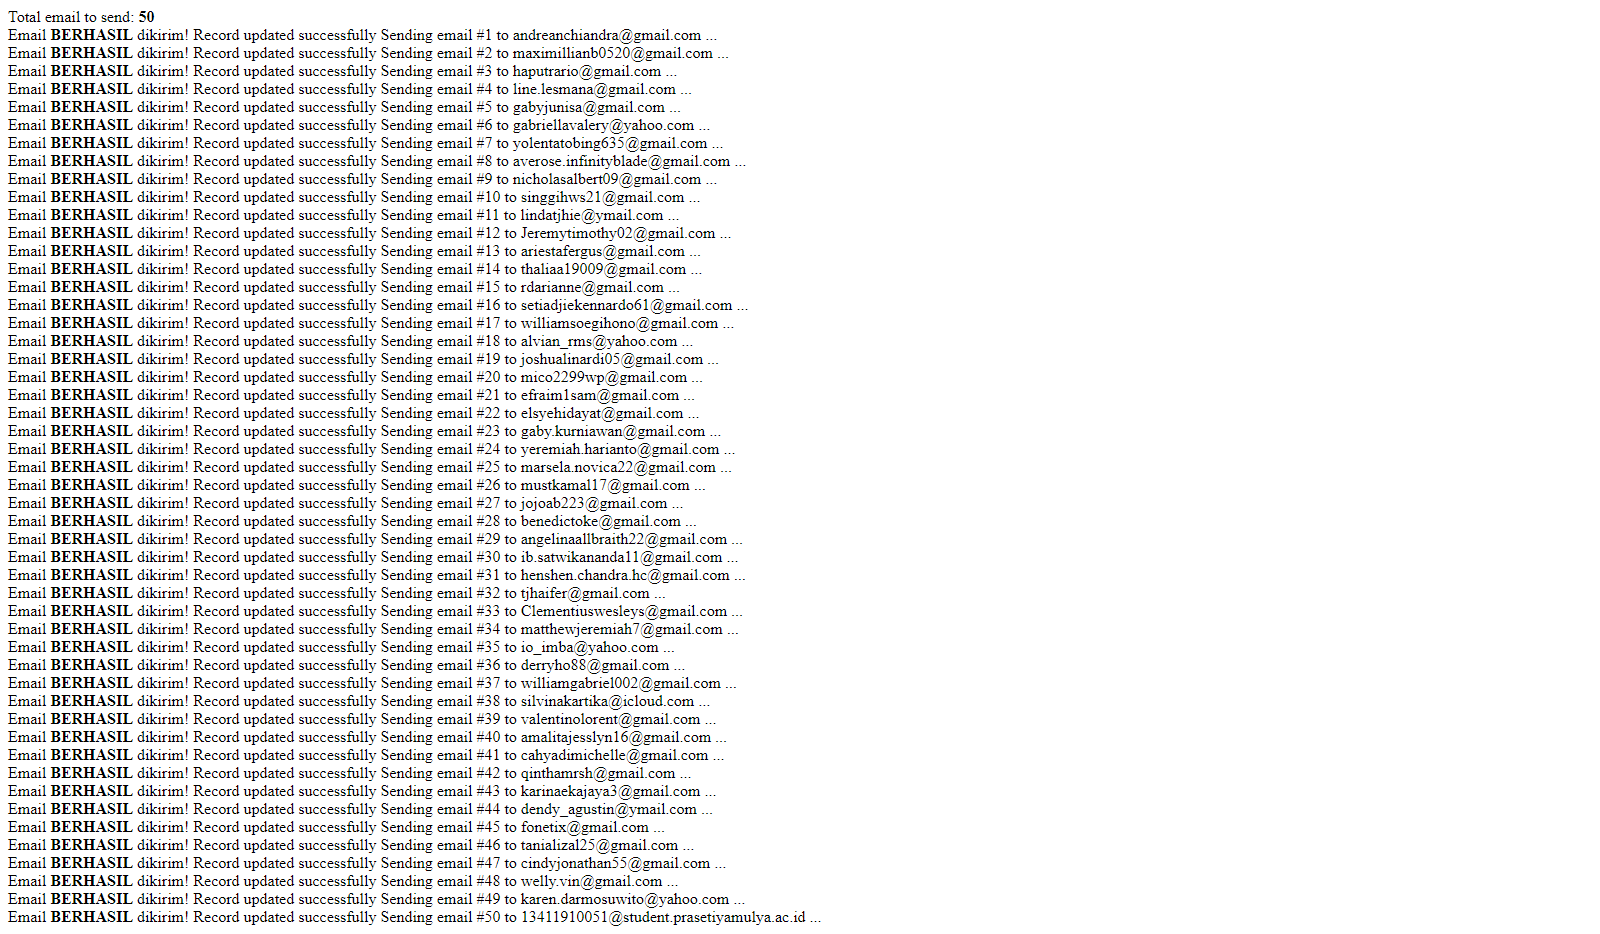 Total email to send: 50
Email BERHASIL dikirim! Record updated successfully Sending email #1 to andreanchiandra@gmail.com ...
Email BERHASIL dikirim! Record updated successfully Sending email #2 to maximillianb0520@gmail.com ...
Email BERHASIL dikirim! Record updated successfully Sending email #3 to haputrario@gmail.com ...
Email BERHASIL dikirim! Record updated successfully Sending email #4 to line.lesmana@gmail.com ...
Email BERHASIL dikirim! Record updated successfully Sending email #5 to gabyjunisa@gmail.com ...
Email BERHASIL dikirim! Record updated successfully Sending email #6 to gabriellavalery@yahoo.com ...
Email BERHASIL dikirim! Record updated successfully Sending email #7 to yolentatobing635@gmail.com ...
Email BERHASIL dikirim! Record updated successfully Sending email #8 to averose.infinityblade@gmail.com ...
Email BERHASIL dikirim! Record updated successfully Sending email #9 to nicholasalbert09@gmail.com ...
Email BERHASIL dikirim! Record updated successfully Sending email #10 to singgihws21@gmail.com ...
Email BERHASIL dikirim! Record updated successfully Sending email #11 to lindatjhie@ymail.com ...
Email BERHASIL dikirim! Record updated successfully Sending email #12 to Jeremytimothy02@gmail.com ...
Email BERHASIL dikirim! Record updated successfully Sending email #13 to ariestafergus@gmail.com ...
Email BERHASIL dikirim! Record updated successfully Sending email #14 to thaliaa19009@gmail.com ...
Email BERHASIL dikirim! Record updated successfully Sending email #15 to rdarianne@gmail.com ...
Email BERHASIL dikirim! Record updated successfully Sending email #16 to setiadjiekennardo61@gmail.com ...
Email BERHASIL dikirim! Record updated successfully Sending email #17 to williamsoegihono@gmail.com ...
Email BERHASIL dikirim! Record updated successfully Sending email #18 to alvian_rms@yahoo.com ...
Email BERHASIL dikirim! Record updated successfully Sending email #19 to joshualinardi05@gmail.com ...
Email BERHASIL dikirim! Record updated successfully Sending email #20 to mico2299wp@gmail.com ...
Email BERHASIL dikirim! Record updated successfully Sending email #21 to efraim1sam@gmail.com ...
Email BERHASIL dikirim! Record updated successfully Sending email #22 to elsyehidayat@gmail.com ...
Email BERHASIL dikirim! Record updated successfully Sending email #23 to gaby.kurniawan@gmail.com ...
Email BERHASIL dikirim! Record updated successfully Sending email #24 to yeremiah.harianto@gmail.com ...
Email BERHASIL dikirim! Record updated successfully Sending email #25 to marsela.novica22@gmail.com ...
Email BERHASIL dikirim! Record updated successfully Sending email #26 to mustkamal17@gmail.com ...
Email BERHASIL dikirim! Record updated successfully Sending email #27 to jojoab223@gmail.com ...
Email BERHASIL dikirim! Record updated successfully Sending email #28 to benedictoke@gmail.com ...
Email BERHASIL dikirim! Record updated successfully Sending email #29 to angelinaallbraith22@gmail.com ...
Email BERHASIL dikirim! Record updated successfully Sending email #30 to ib.satwikananda11@gmail.com ...
Email BERHASIL dikirim! Record updated successfully Sending email #31 to henshen.chandra.hc@gmail.com ...
Email BERHASIL dikirim! Record updated successfully Sending email #32 to tjhaifer@gmail.com ...
Email BERHASIL dikirim! Record updated successfully Sending email #33 to Clementiuswesleys@gmail.com ...
Email BERHASIL dikirim! Record updated successfully Sending email #34 to matthewjeremiah7@gmail.com ...
Email BERHASIL dikirim! Record updated successfully Sending email #35 to io_imba@yahoo.com ...
Email BERHASIL dikirim! Record updated successfully Sending email #36 to derryho88@gmail.com ...
Email BERHASIL dikirim! Record updated successfully Sending email #37 to williamgabriel002@gmail.com ...
Email BERHASIL dikirim! Record updated successfully Sending email #38 to silvinakartika@icloud.com ...
Email BERHASIL dikirim! Record updated successfully Sending email #39 to valentinolorent@gmail.com ...
Email BERHASIL dikirim! Record updated successfully Sending email #40 to amalitajesslyn16@gmail.com ...
Email BERHASIL dikirim! Record updated successfully Sending email #41 to cahyadimichelle@gmail.com ...
Email BERHASIL dikirim! Record updated successfully Sending email #42 to qinthamrsh@gmail.com ...
Email BERHASIL dikirim! Record updated successfully Sending email #43 to karinaekajaya3@gmail.com ...
Email BERHASIL dikirim! Record updated successfully Sending email #44 to dendy_agustin@ymail.com ...
Email BERHASIL dikirim! Record updated successfully Sending email #45 to fonetix@gmail.com ...
Email BERHASIL dikirim! Record updated successfully Sending email #46 to tanializal25@gmail.com ...
Email BERHASIL dikirim! Record updated successfully Sending email #47 to cindyjonathan55@gmail.com ...
Email BERHASIL dikirim! Record updated successfully Sending email #48 to welly.vin@gmail.com ...
Email BERHASIL dikirim! Record updated successfully Sending email #49 to karen.darmosuwito@yahoo.com ...
Email BERHASIL dikirim! Record updated successfully Sending email #50 to 13411910051@student.prasetiyamulya.ac.id ...